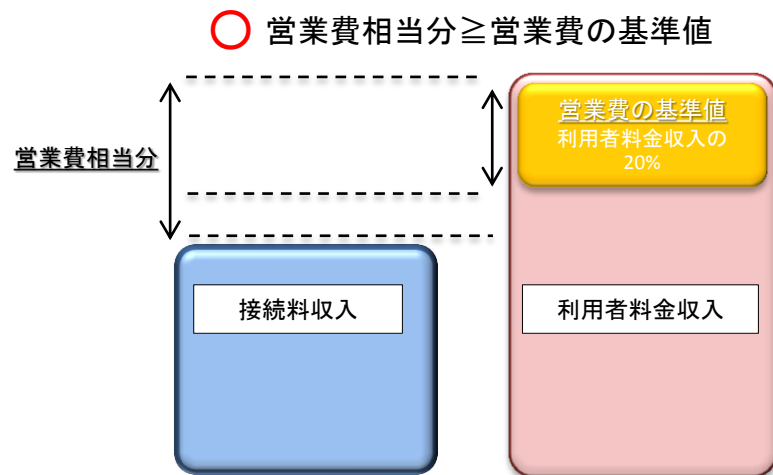 ◯ 営業費相当分≧営業費の基準値
営業費の基準値
利用者料金収入の
20%
営業費相当分
接続料収入
利用者料金収入